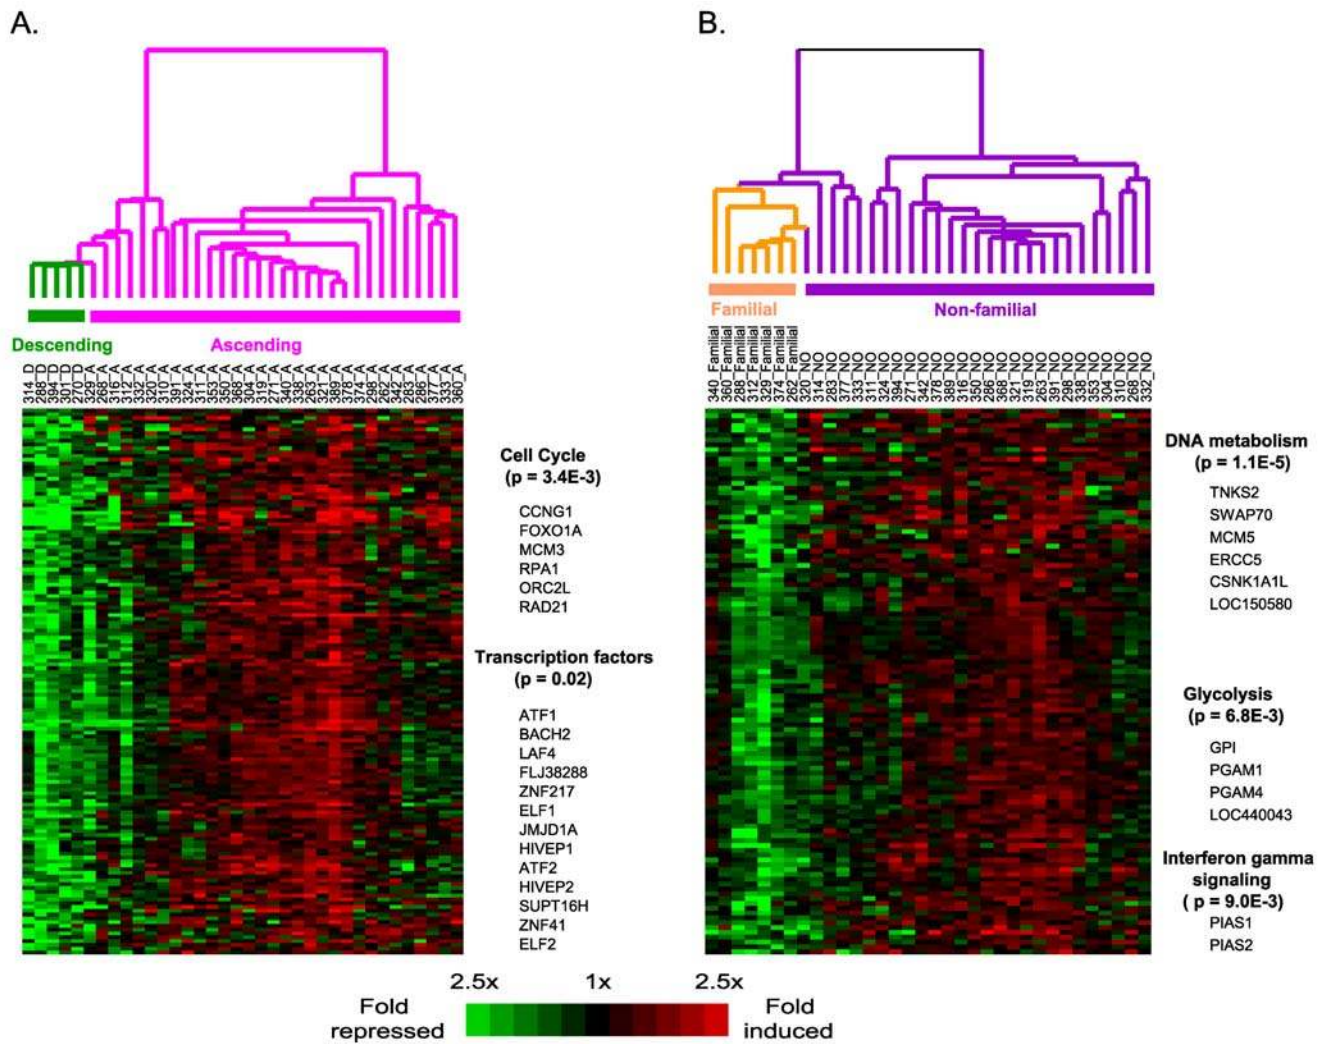 A.
B.
Descending
Ascending
Familial
Non-familial
314_D
288_D
394_D
301_D
270_D
329_A
268_A
316_A
312_A
332_A
320_A
310_A
391_A
324_A
311_A
353_A
350_A
368_A
304_A
319_A
271_A
340_A
338_A
263_A
321_A
389_A
378_A
374_A
298_A
262_A
342_A
283_A
286_A
377_A
333_A
360_A
340_Familial
360_Familial
288_Familial
312_Familial
329_Familial
374_Familial
262_Familial
320_NO
314_NO
283_NO
377_NO
333_NO
311_NO
324_NO
394_NO
271_NO
342_NO
378_NO
389_NO
316_NO
350_NO
286_NO
368_NO
321_NO
319_NO
263_NO
391_NO
298_NO
338_NO
353_NO
304_NO
310_NO
268_NO
332_NO
Cell Cycle
(p = 3.4E-3)
CCNG1
FOXO1A
MCM3
RPA1
ORC2L
RAD21
Transcription factors
(p = 0.02)
ATF1
BACH2
LAF4
FLJ38288
ZNF217
ELF1
JMJD1A
HIVEP1
ATF2
HIVEP2
SUPT16H
ZNF41
ELF2
DNA metabolism
(p = 1.1E-5)
TNKS2
SWAP70
MCM5
ERCC5
CSNK1A1L
LOC150580
Glycolysis
(p = 6.8E-3)
GPI
PGAM1
PGAM4
LOC440043
Interferon gamma
signaling
( p = 9.0E-3)
PIAS1
PIAS2
2.5x 1x 2.5x
Fold
repressed
Fold
induced